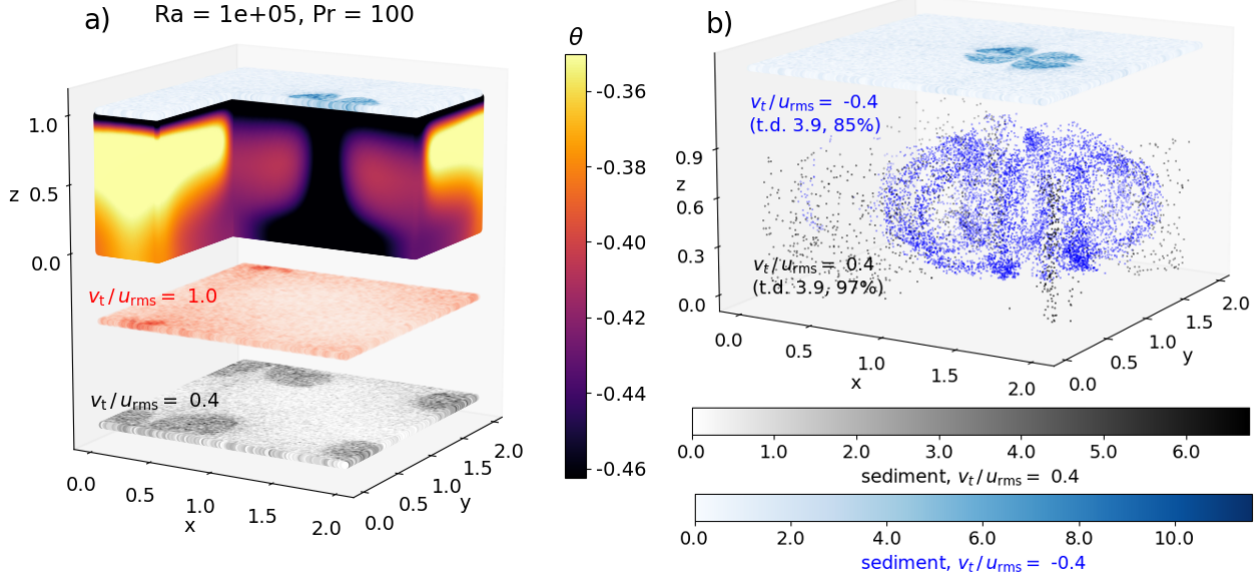 Ra = 1e+05, Pr = 100
a)
θ
z
1.0
0.5
0.0
-0.36
-0.38
-0.40
-0.42
-0.44
-0.46
v_t/u_rms = 1.0
v_t/u_rms = 0.4
0.0
0.5
1.0
1.5
2.0
x
0.0
0.5
1.0
1.5
2.0
y
b)
v_t/u_rms = -0.4
(t.d. 3.9, 85%)
0.9
z
0.6
0.3
0.0
v_t/u_rms = 0.4
(t.d. 3.9, 97%)
0.0
0.5
1.0
1.5
2.0
x
0.0
0.5
1.0
1.5
2.0
y
0.0 1.0 2.0 3.0 4.0 5.0 6.0
sediment, v_t/u_rms = 0.4
0.0 2.0 4.0 6.0 8.0 10.0
sediment, v_t/u_rms = -0.4